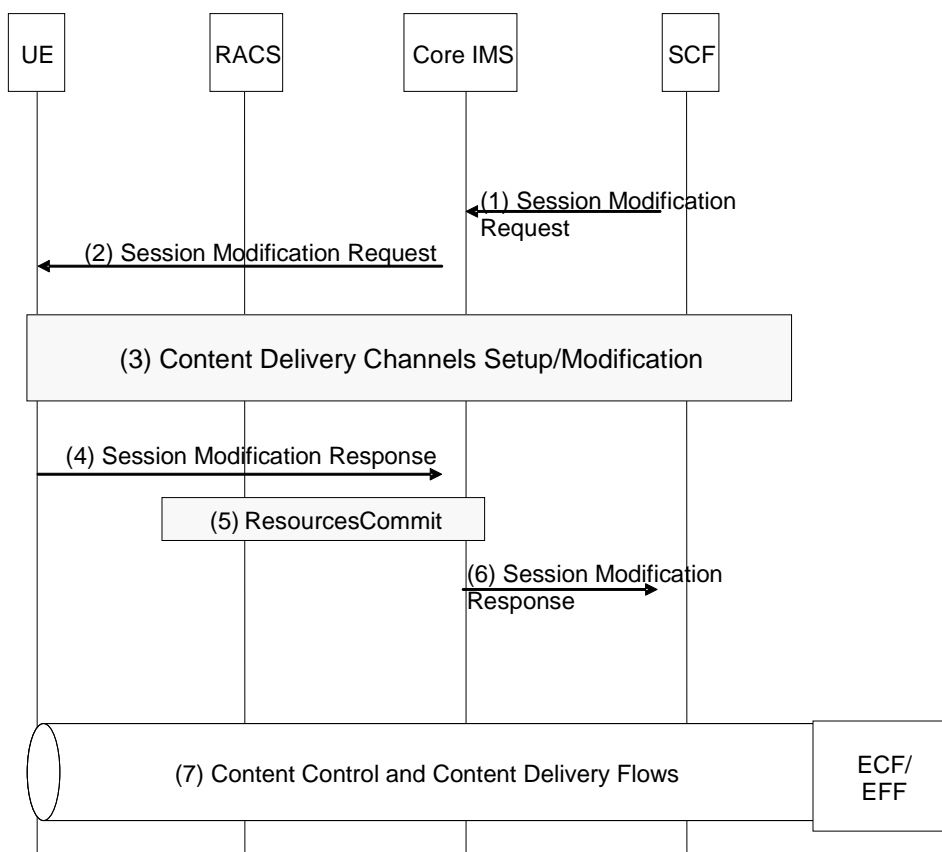 UE
RACS
Core IMS
SCF
(1) Session Modification
Request
(2) Session Modification Request
(3) Content Delivery Channels Setup/Modification
(4) Session Modification Response
(5) ResourcesCommit
(6) Session Modification
Response
(7) Content Control and Content Delivery Flows
ECF/
EFF